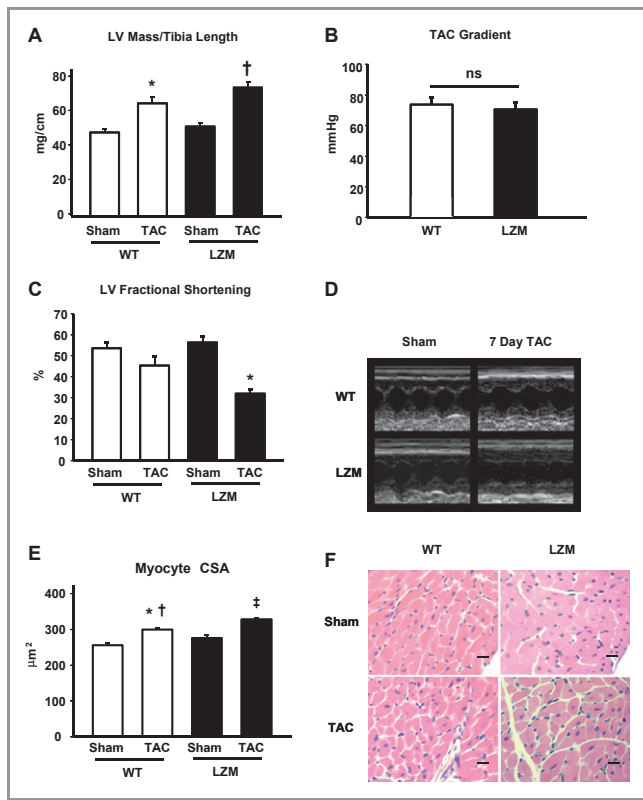 A
LV Mass/Tibia Length
mg/cm
80
60
40
20
0
*
†
Sham TAC Sham TAC
WT LZM
B
TAC Gradient
mmHg
100
80
60
40
20
0
ns
WT LZM
C
LV Fractional Shortening
%
70
60
50
40
30
20
10
0
*
Sham TAC Sham TAC
WT LZM
D
Sham 7 Day TAC
WT
LZM
E
Myocyte CSA
μm²
400
300
200
100
0
* †
‡
Sham TAC Sham TAC
WT LZM
F
WT LZM
Sham
TAC